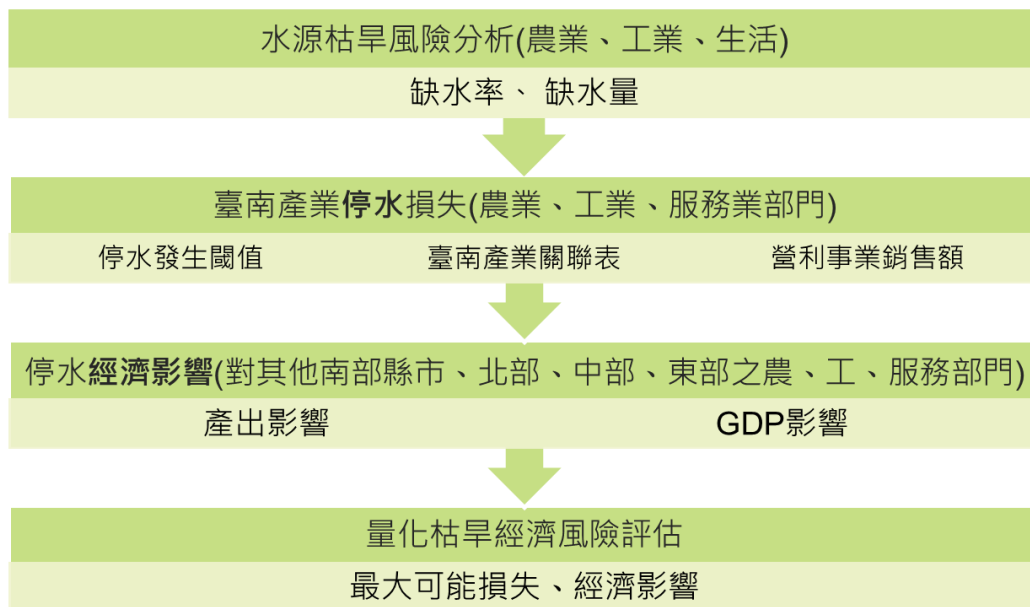 水源枯旱風險分析(農業、工業、生活)
缺水率、 缺水量
臺南產業停水損失(農業、工業、服務業部門)
停水發生閾值 臺南產業關聯表 營利事業銷售額
停水經濟影響(對其他南部縣市、北部、中部、東部之農、工、服務部門)
產出影響 GDP影響
量化枯旱經濟風險評估
最大可能損失、經濟影響